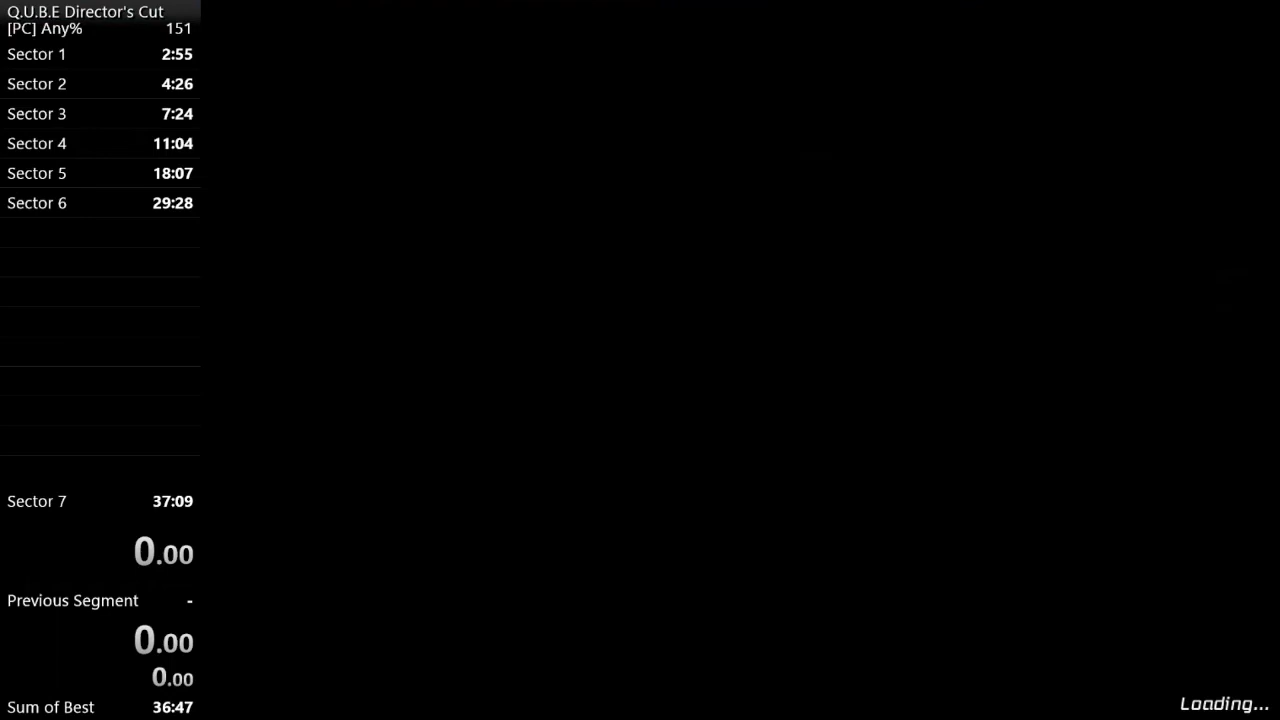 Q.U.B.E Director's Cut
[PC] Any% 151
Sector 1 2:55
Sector 2 4:26
Sector 3 7:24
Sector 4 11:04
Sector 5 18:07
Sector 6 29:28
Sector 7 37:09
0.00
Previous Segment -
0.00
0.00
Sum of Best 36:47
Loading...